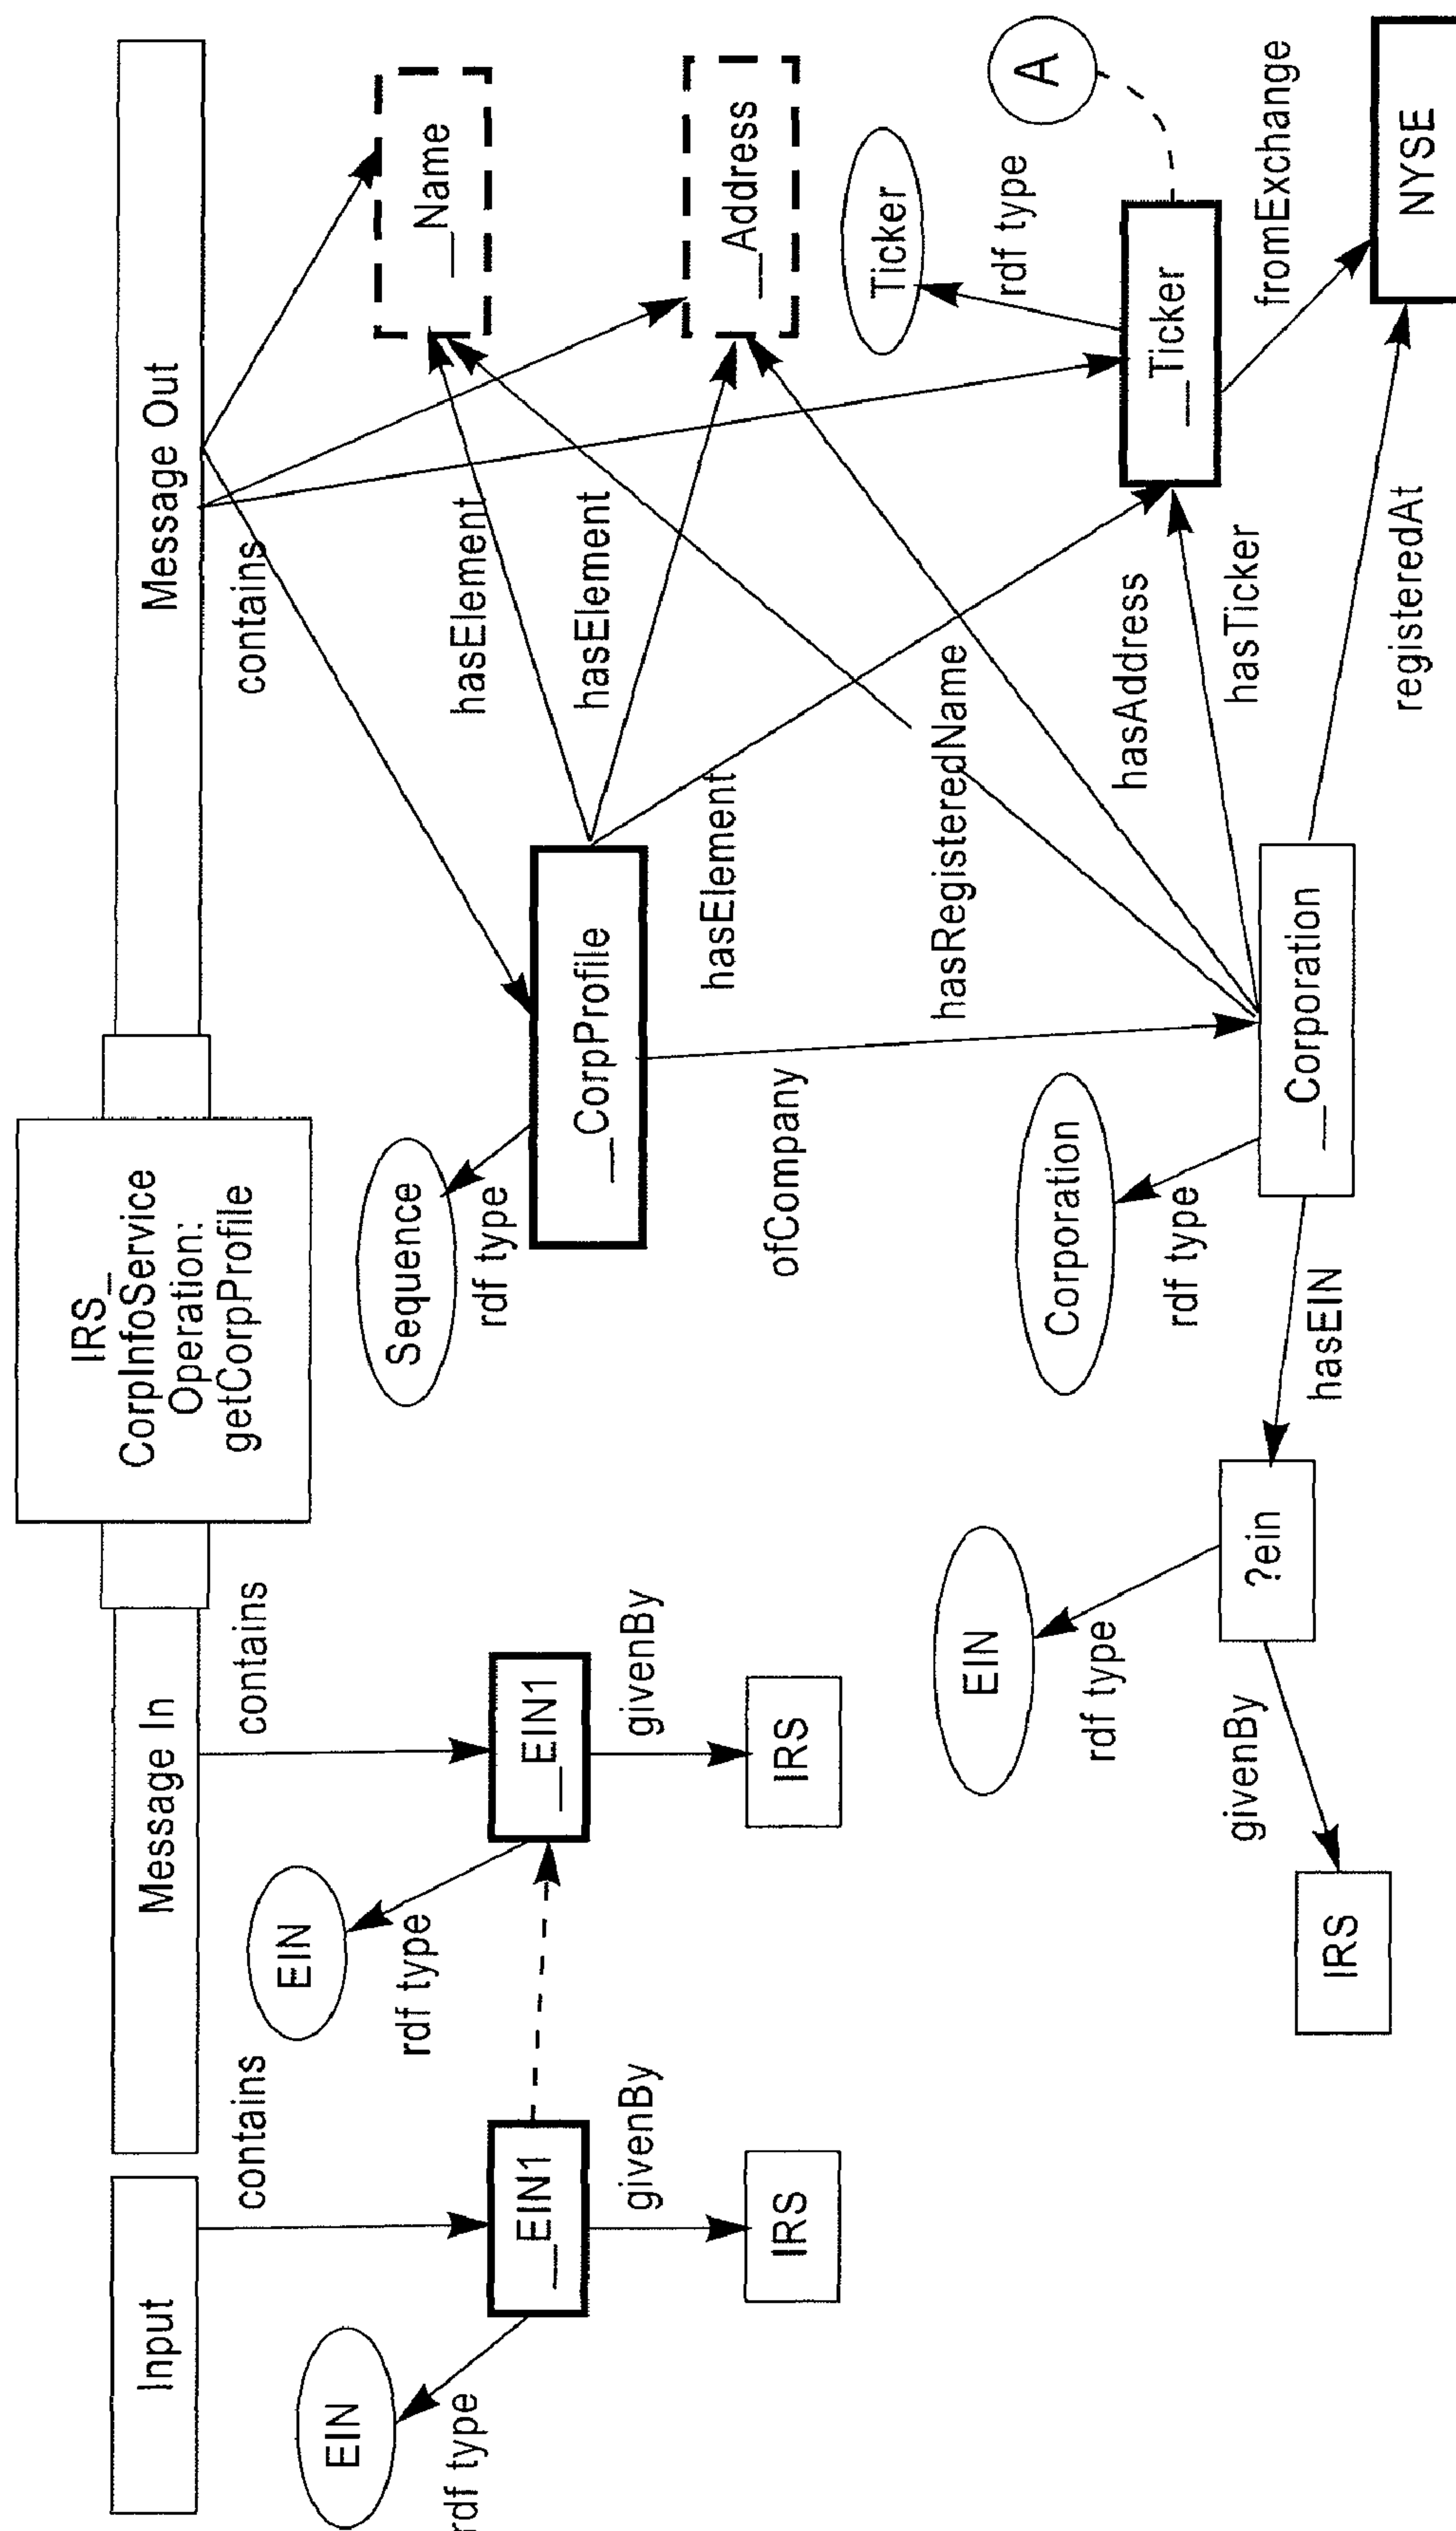 Input
Message In
IRS_
CorpInfoService
Operation:
getCorpProfile
Message Out
contains
contains
contains
EIN
rdf type
__EIN1
givenBy
IRS
EIN
rdf type
__EIN1
givenBy
IRS
Sequence
rdf type
__CorpProfile
hasElement
hasElement
hasElement
__Name
__Address
ofCompany
hasRegisteredName
hasAddress
hasTicker
registeredAt
Ticker
rdf type
__Ticker
A
fromExchange
NYSE
Corporation
rdf type
__Corporation
hasEIN
?ein
EIN
rdf type
givenBy
IRS